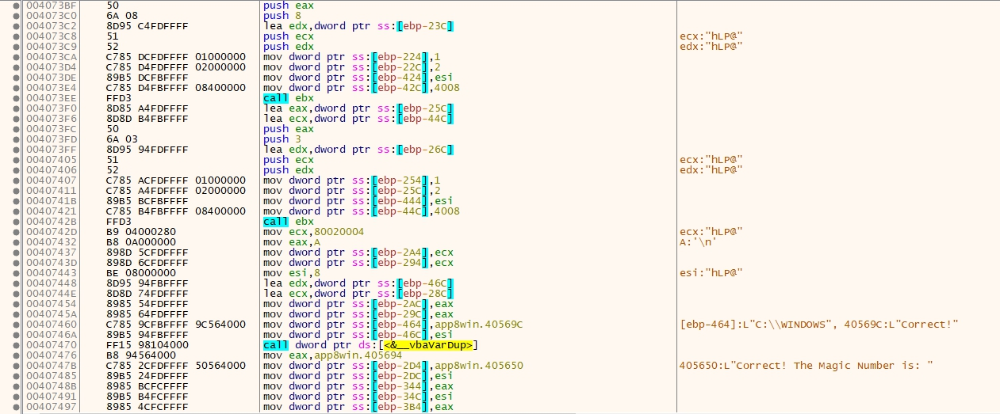 004073BF 50 push eax
004073C0 6A 08 push 8
004073C2 8D95 C4FDFFFF lea edx,dword ptr ss:[ebp-23C]
004073C8 51 push ecx ecx:"hLP@"
004073C9 52 push edx edx:"hLP@"
004073CA C785 DCFDFFFF 01000000 mov dword ptr ss:[ebp-224],1
004073D4 C785 D4FDFFFF 02000000 mov dword ptr ss:[ebp-22C],2
004073DE 89B5 DCFBFFFF mov dword ptr ss:[ebp-424],esi
004073E4 C785 D4FBFFFF 08400000 mov dword ptr ss:[ebp-42C],4008
004073EE FFD3 call ebx
004073F0 8D85 A4FDFFFF lea eax,dword ptr ss:[ebp-25C]
004073F6 8D8D B4FBFFFF lea ecx,dword ptr ss:[ebp-44C]
004073FC 50 push eax
004073FD 6A 03 push 3
004073FF 8D95 94FDFFFF lea edx,dword ptr ss:[ebp-26C]
00407405 51 push ecx ecx:"hLP@"
00407406 52 push edx edx:"hLP@"
00407407 C785 ACFDFFFF 01000000 mov dword ptr ss:[ebp-254],1
00407411 C785 A4FDFFFF 02000000 mov dword ptr ss:[ebp-25C],2
0040741B 89B5 BCFBFFFF mov dword ptr ss:[ebp-444],esi
00407421 C785 B4FBFFFF 08400000 mov dword ptr ss:[ebp-44C],4008
0040742B FFD3 call ebx
0040742D B9 04000280 mov ecx,80020004 ecx:"hLP@"
00407432 B8 0A000000 mov eax,A A:'\n'
00407437 898D 5CFDFFFF mov dword ptr ss:[ebp-2A4],ecx
0040743D 898D 6CFDFFFF mov dword ptr ss:[ebp-294],ecx
00407443 BE 08000000 mov esi,8 esi:"hLP@"
00407448 8D95 94FBFFFF lea edx,dword ptr ss:[ebp-46C]
0040744E 8D8D 74FDFFFF lea ecx,dword ptr ss:[ebp-28C]
00407454 8985 54FDFFFF mov dword ptr ss:[ebp-2AC],eax
0040745A 8985 64FDFFFF mov dword ptr ss:[ebp-29C],eax
00407460 C785 9CFBFFFF 9C564000 mov dword ptr ss:[ebp-464],app8win.40569C [ebp-464]:L"C:\\WINDOWS", 40569C:L"Correct!"
0040746A 89B5 94FBFFFF mov dword ptr ss:[ebp-46C],esi
00407470 FF15 98104000 call dword ptr ds:[<&__vbaVarDup>]
00407476 B8 94564000 mov eax,app8win.405694
0040747B C785 2CFDFFFF 50564000 mov dword ptr ss:[ebp-2D4],app8win.405650 405650:L"Correct! The Magic Number is: "
00407485 89B5 24FDFFFF mov dword ptr ss:[ebp-2DC],esi
0040748B 8985 BCFCFFFF mov dword ptr ss:[ebp-344],eax
00407491 89B5 B4FCFFFF mov dword ptr ss:[ebp-34C],esi
00407497 8985 4CFCFFFF mov dword ptr ss:[ebp-3B4],eax